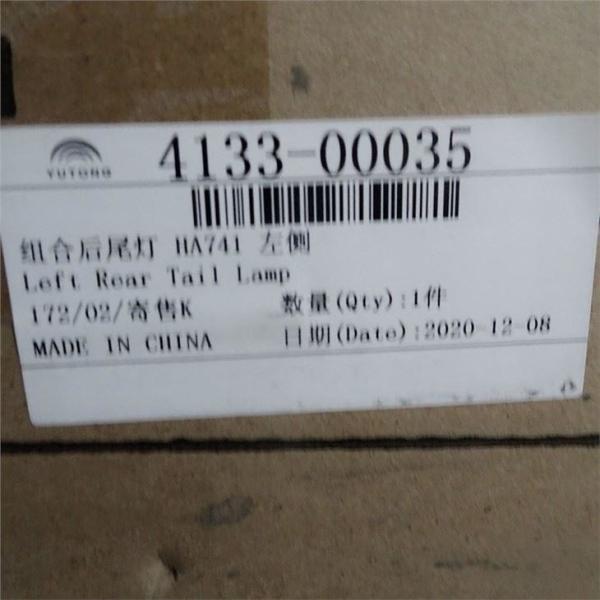 YUTONG
4133-00035
组合后尾灯 HA741 左侧
Left Rear Tail Lamp
172/02/寄售K
数量(Qty):1件
MADE IN CHINA
日期(Date):2020-12-08